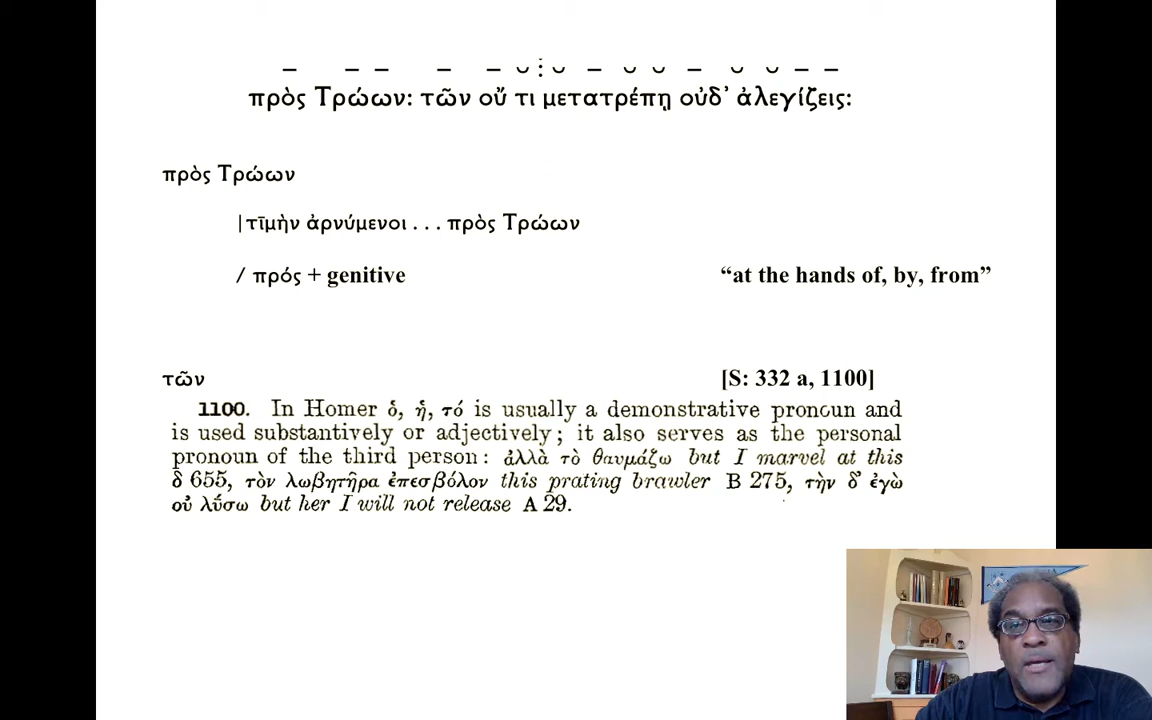 – – – – – ᴗ ⋮ ᴗ – ᴗ ᴗ – ᴗ ᴗ – –
πρὸς Τρώων: τῶν οὔ τι μετατρέπῃ οὐδ’ ἀλεγίζεις:
πρὸς Τρώων
|τῑμὴν ἀρνύμενοι . . . πρὸς Τρώων
/ πρός + genitive “at the hands of, by, from”
τῶν [S: 332 a, 1100]
1100. In Homer ὁ, ἡ, τό is usually a demonstrative pronoun and
is used substantively or adjectively; it also serves as the personal
pronoun of the third person: ἀλλὰ τὸ θαυμάζω but I marvel at this
δ 655, τὸν λωβητῆρα ἐπεσβόλον this prating brawler B 275, τὴν δ’ ἐγὼ
οὐ λύ̄σω but her I will not release A 29.